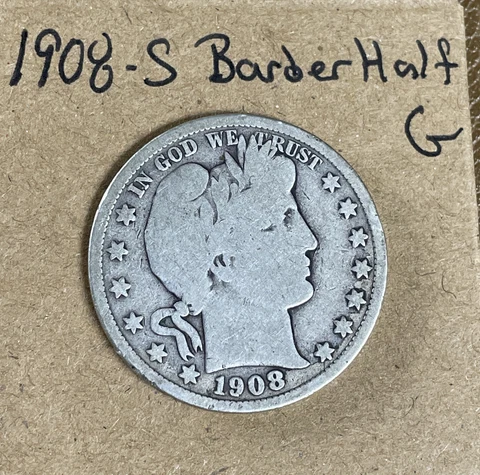 1908-S Barber Half
G
IN GOD WE TRUST
1908